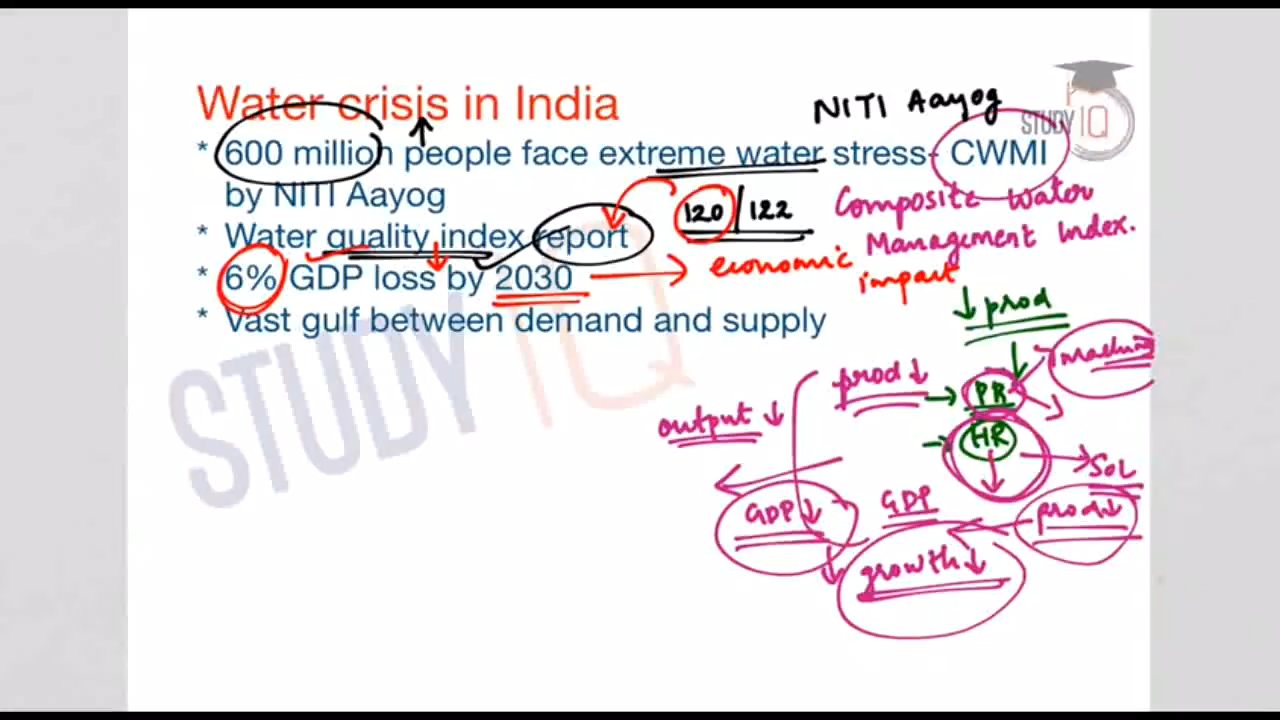 Water crisis in India
NITI Aayog
STUDY IQ
* 600 million people face extreme water stress- CWMI
by NITI Aayog
120 / 122
Composite Water
Management Index.
* Water quality index report
* 6% GDP loss by 2030
economic
impact
* Vast gulf between demand and supply
↓ prod
prod ↓
PR
output ↓
HR
SOL
GDP ↓
GDP
prod ↓
growth ↓
STUDY IQ